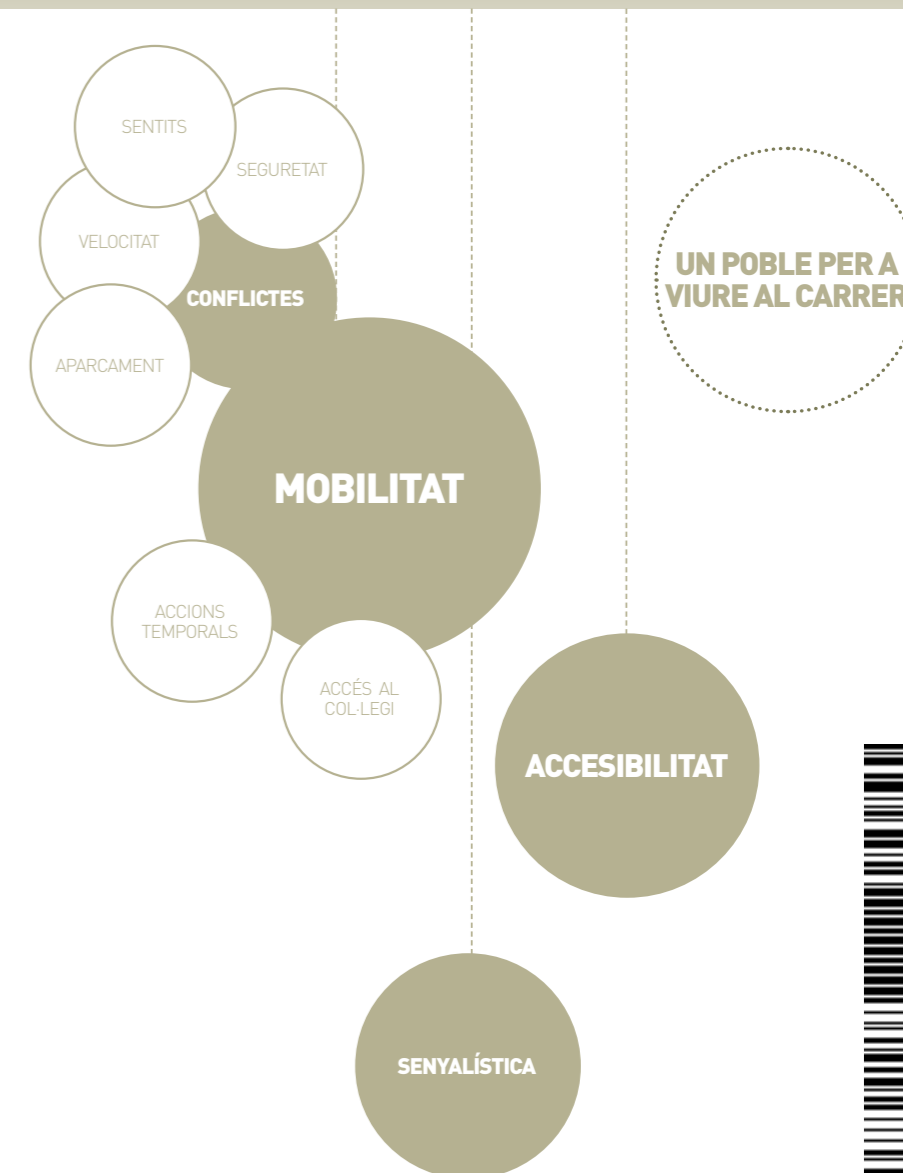 SENTITS
SEGURETAT
VELOCITAT
CONFLICTES
APARCAMENT
UN POBLE PER A
VIURE AL CARRER
MOBILITAT
ACCIONS
TEMPORALS
ACCÉS AL
COL·LEGI
ACCESIBILITAT
SENYALÍSTICA